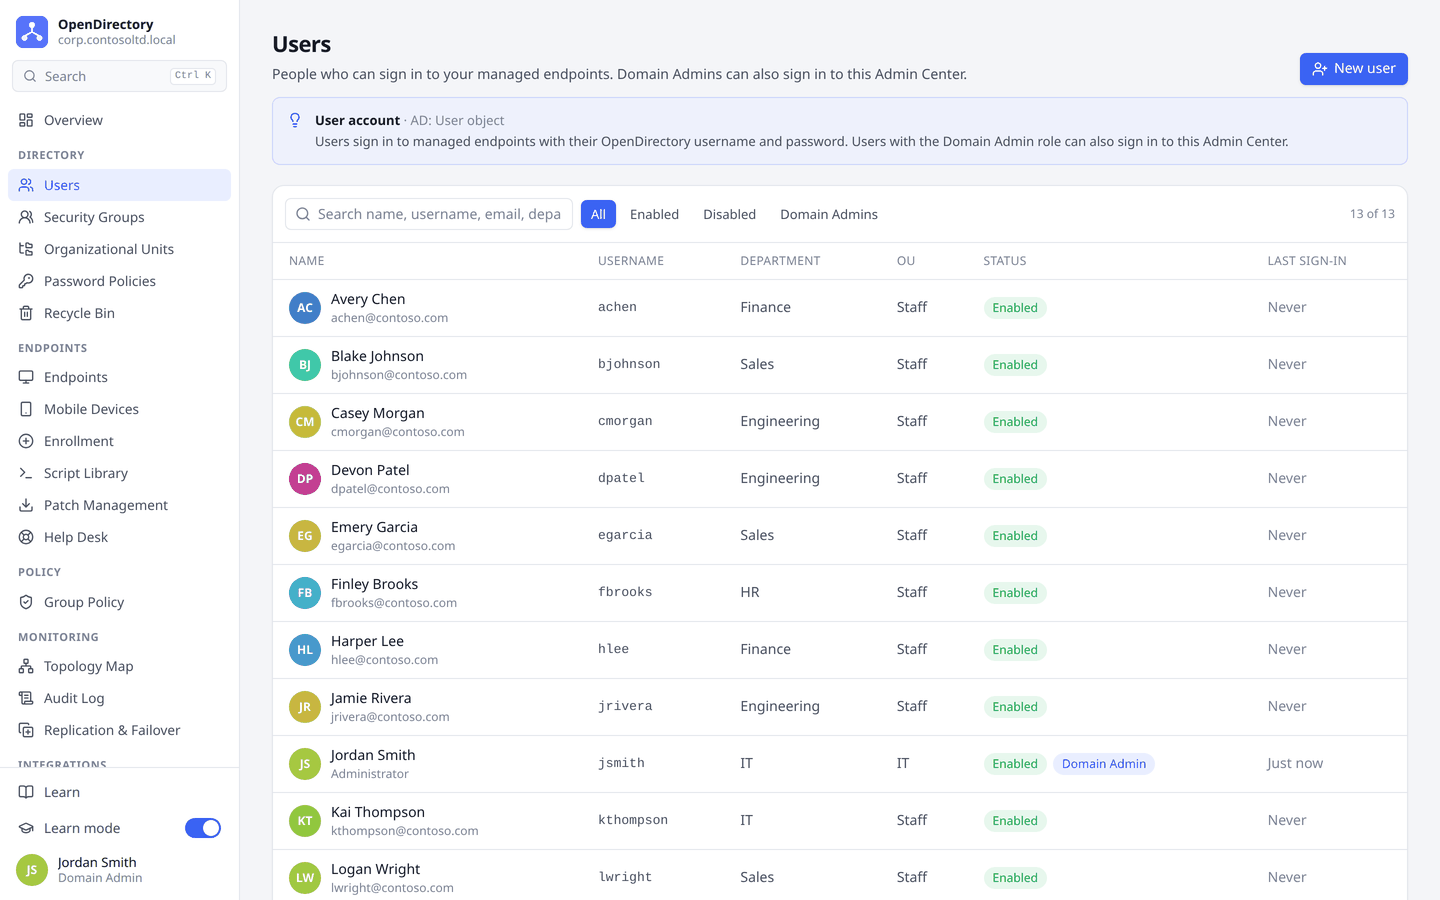 OpenDirectory
corp.contosoltd.local
Search Ctrl K
Overview
DIRECTORY
Users
Security Groups
Organizational Units
Password Policies
Recycle Bin
ENDPOINTS
Endpoints
Mobile Devices
Enrollment
Script Library
Patch Management
Help Desk
POLICY
Group Policy
MONITORING
Topology Map
Audit Log
Replication & Failover
INTEGRATIONS
Learn
Learn mode
JS Jordan Smith
Domain Admin
Users
People who can sign in to your managed endpoints. Domain Admins can also sign in to this Admin Center.
New user
User account · AD: User object
Users sign in to managed endpoints with their OpenDirectory username and password. Users with the Domain Admin role can also sign in to this Admin Center.
Search name, username, email, depa All Enabled Disabled Domain Admins 13 of 13
NAME USERNAME DEPARTMENT OU STATUS LAST SIGN-IN
AC Avery Chen achen Finance Staff Enabled Never
achen@contoso.com
BJ Blake Johnson bjohnson Sales Staff Enabled Never
bjohnson@contoso.com
CM Casey Morgan cmorgan Engineering Staff Enabled Never
cmorgan@contoso.com
DP Devon Patel dpatel Engineering Staff Enabled Never
dpatel@contoso.com
EG Emery Garcia egarcia Sales Staff Enabled Never
egarcia@contoso.com
FB Finley Brooks fbrooks HR Staff Enabled Never
fbrooks@contoso.com
HL Harper Lee hlee Finance Staff Enabled Never
hlee@contoso.com
JR Jamie Rivera jrivera Engineering Staff Enabled Never
jrivera@contoso.com
JS Jordan Smith jsmith IT IT Enabled Domain Admin Just now
Administrator
KT Kai Thompson kthompson IT Staff Enabled Never
kthompson@contoso.com
LW Logan Wright lwright Sales Staff Enabled Never
lwright@contoso.com